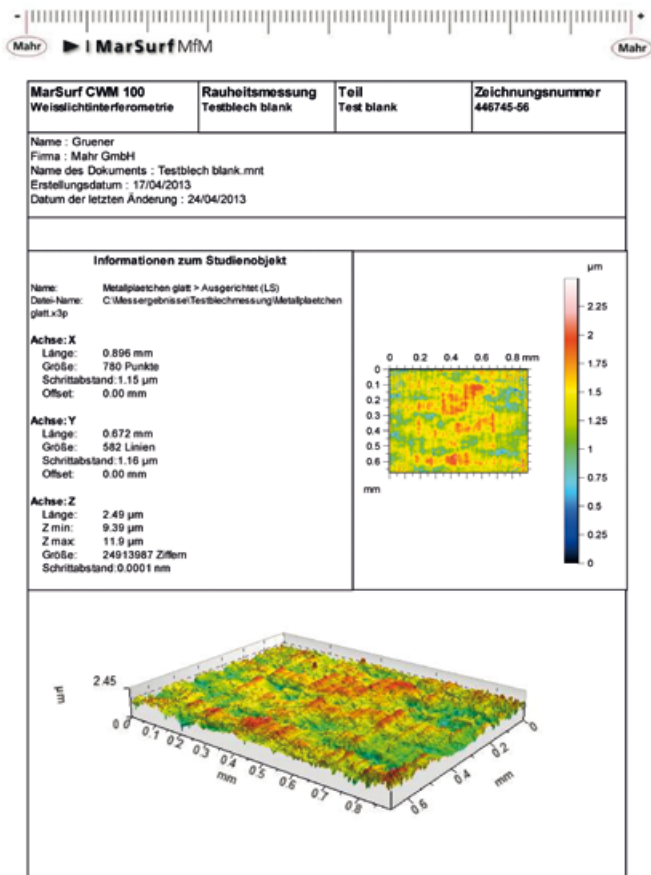 - +
Mahr I MarSurf MfM Mahr
MarSurf CWM 100 Rauheitsmessung Teil Zeichnungsnummer
Weisslichtinterferometrie Testblech blank Test blank 446745-56
Name : Gruener
Firma : Mahr GmbH
Name des Dokuments : Testblech blank.mnt
Erstellungsdatum : 17/04/2013
Datum der letzten Änderung : 24/04/2013
Informationen zum Studienobjekt
Name: Metallplaetchen glatt > Ausgerichtet (LS)
Datei-Name: C:\Messergebnisse\Testblechmessung\Metallplaetchen
glatt.x3p
Achse: X
Länge: 0.896 mm
Größe: 780 Punkte
Schrittabstand: 1.15 µm
Offset: 0.00 mm
Achse: Y
Länge: 0.672 mm
Größe: 582 Linien
Schrittabstand: 1.16 µm
Offset: 0.00 mm
Achse: Z
Länge: 2.49 µm
Z min: 9.39 µm
Z max: 11.9 µm
Größe: 24913987 Ziffern
Schrittabstand: 0.0001 nm
0 0.2 0.4 0.6 0.8 mm
0
0.1
0.2
0.3
0.4
0.5
0.6
mm
µm
2.25
2
1.75
1.5
1.25
1
0.75
0.5
0.25
0
µm
2.45
0.0
0 0.1 0.2 0.3 0.4 0.5 0.6 0.7 0.8
mm
0 0.2 0.4 0.6
mm